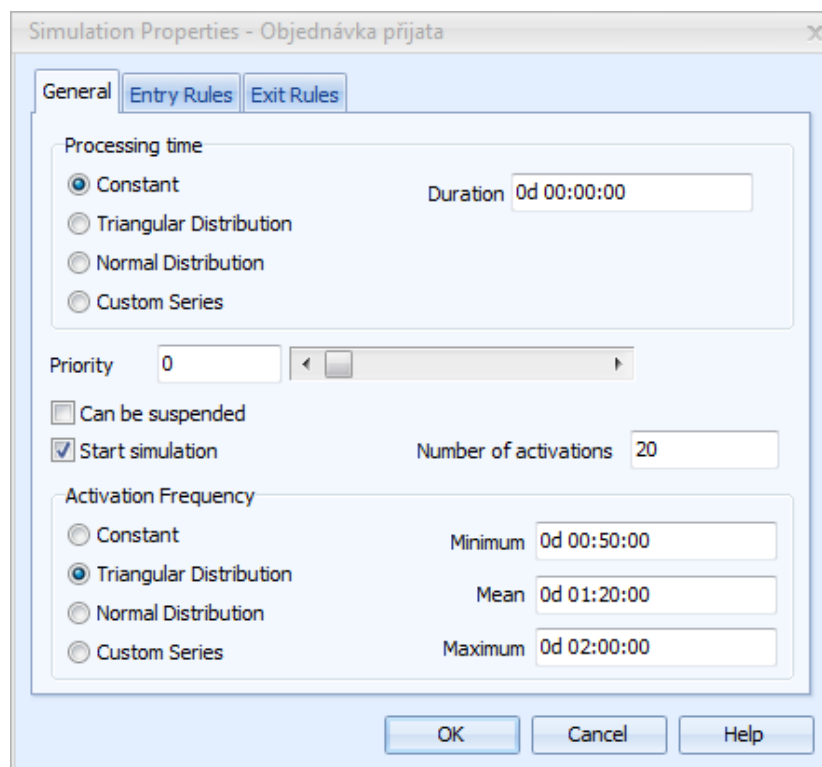 Simulation Properties - Objednávka přijata
General Entry Rules Exit Rules
Processing time
Constant
Duration 0d 00:00:00
Triangular Distribution
Normal Distribution
Custom Series
Priority 0
Can be suspended
Start simulation
Number of activations 20
Activation Frequency
Constant
Minimum 0d 00:50:00
Triangular Distribution
Mean 0d 01:20:00
Normal Distribution
Custom Series
Maximum 0d 02:00:00
OK Cancel Help